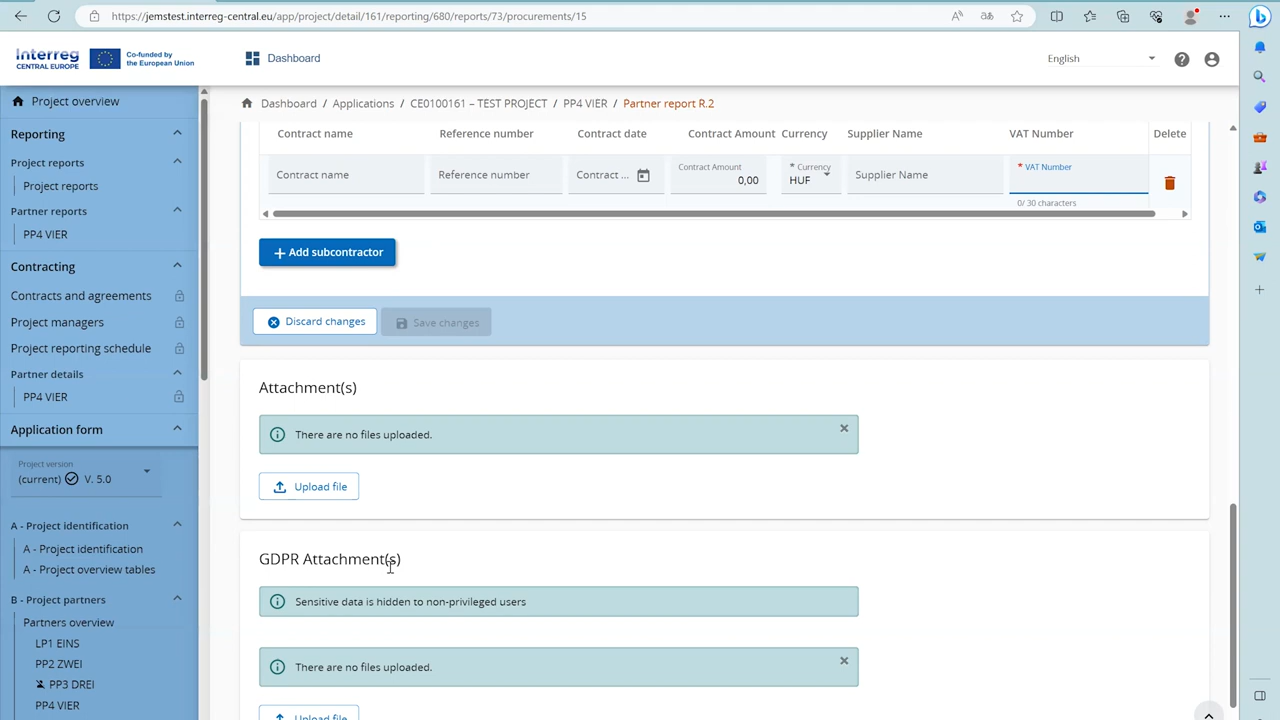 https://jemstest.interreg-central.eu/app/project/detail/161/reporting/680/reports/73/procurements/15
Interreg
CENTRAL EUROPE
Co-funded by
the European Union
Dashboard
English
Project overview
Reporting
Project reports
Project reports
Partner reports
PP4 VIER
Contracting
Contracts and agreements
Project managers
Project reporting schedule
Partner details
PP4 VIER
Application form
Project version
(current) V. 5.0
A - Project identification
A - Project identification
A - Project overview tables
B - Project partners
Partners overview
LP1 EINS
PP2 ZWEI
PP3 DREI
PP4 VIER
Dashboard / Applications / CE0100161 – TEST PROJECT / PP4 VIER / Partner report R.2
Contract name Reference number Contract date Contract Amount Currency Supplier Name VAT Number Delete
Contract name Reference number Contract ... Contract Amount 0,00 * Currency HUF Supplier Name * VAT Number
0/ 30 characters
+ Add subcontractor
Discard changes Save changes
Attachment(s)
There are no files uploaded.
Upload file
GDPR Attachment(s)
Sensitive data is hidden to non-privileged users
There are no files uploaded.
Upload file